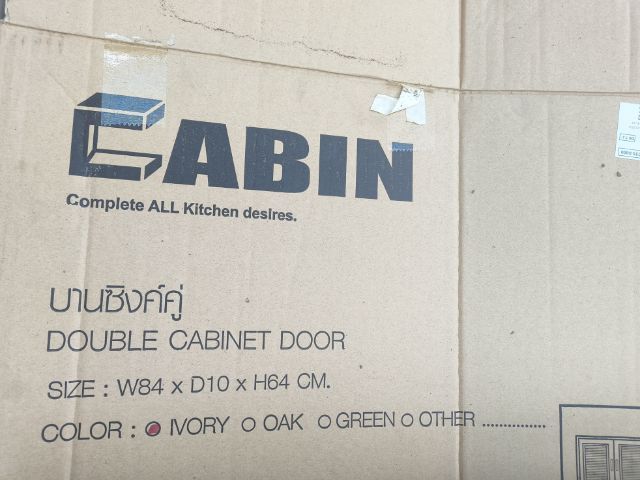 CABIN
Complete ALL Kitchen desires.
บานซิงค์คู่
DOUBLE CABINET DOOR
SIZE : W84 x D10 x H64 CM.
COLOR : IVORY O OAK O GREEN O OTHER ................